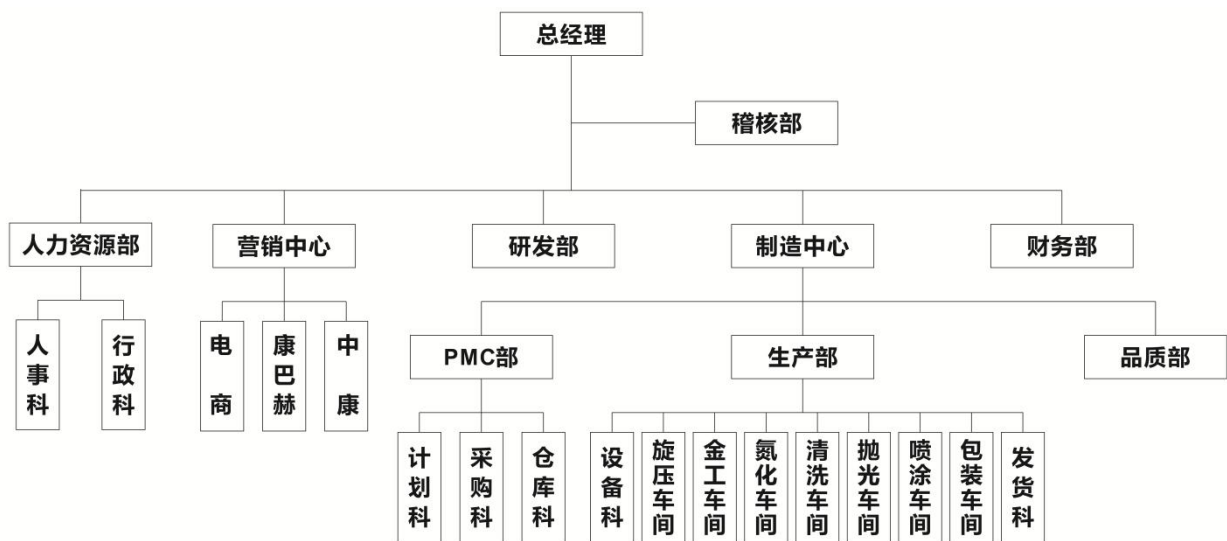 总经理
稽核部
人力资源部
营销中心
研发部
制造中心
财务部
人事科
行政科
电商
康巴赫
中康
PMC部
生产部
品质部
计划科
采购科
仓库科
设备科
旋压车间
金工车间
氮化车间
清洗车间
抛光车间
喷涂车间
包装车间
发货科